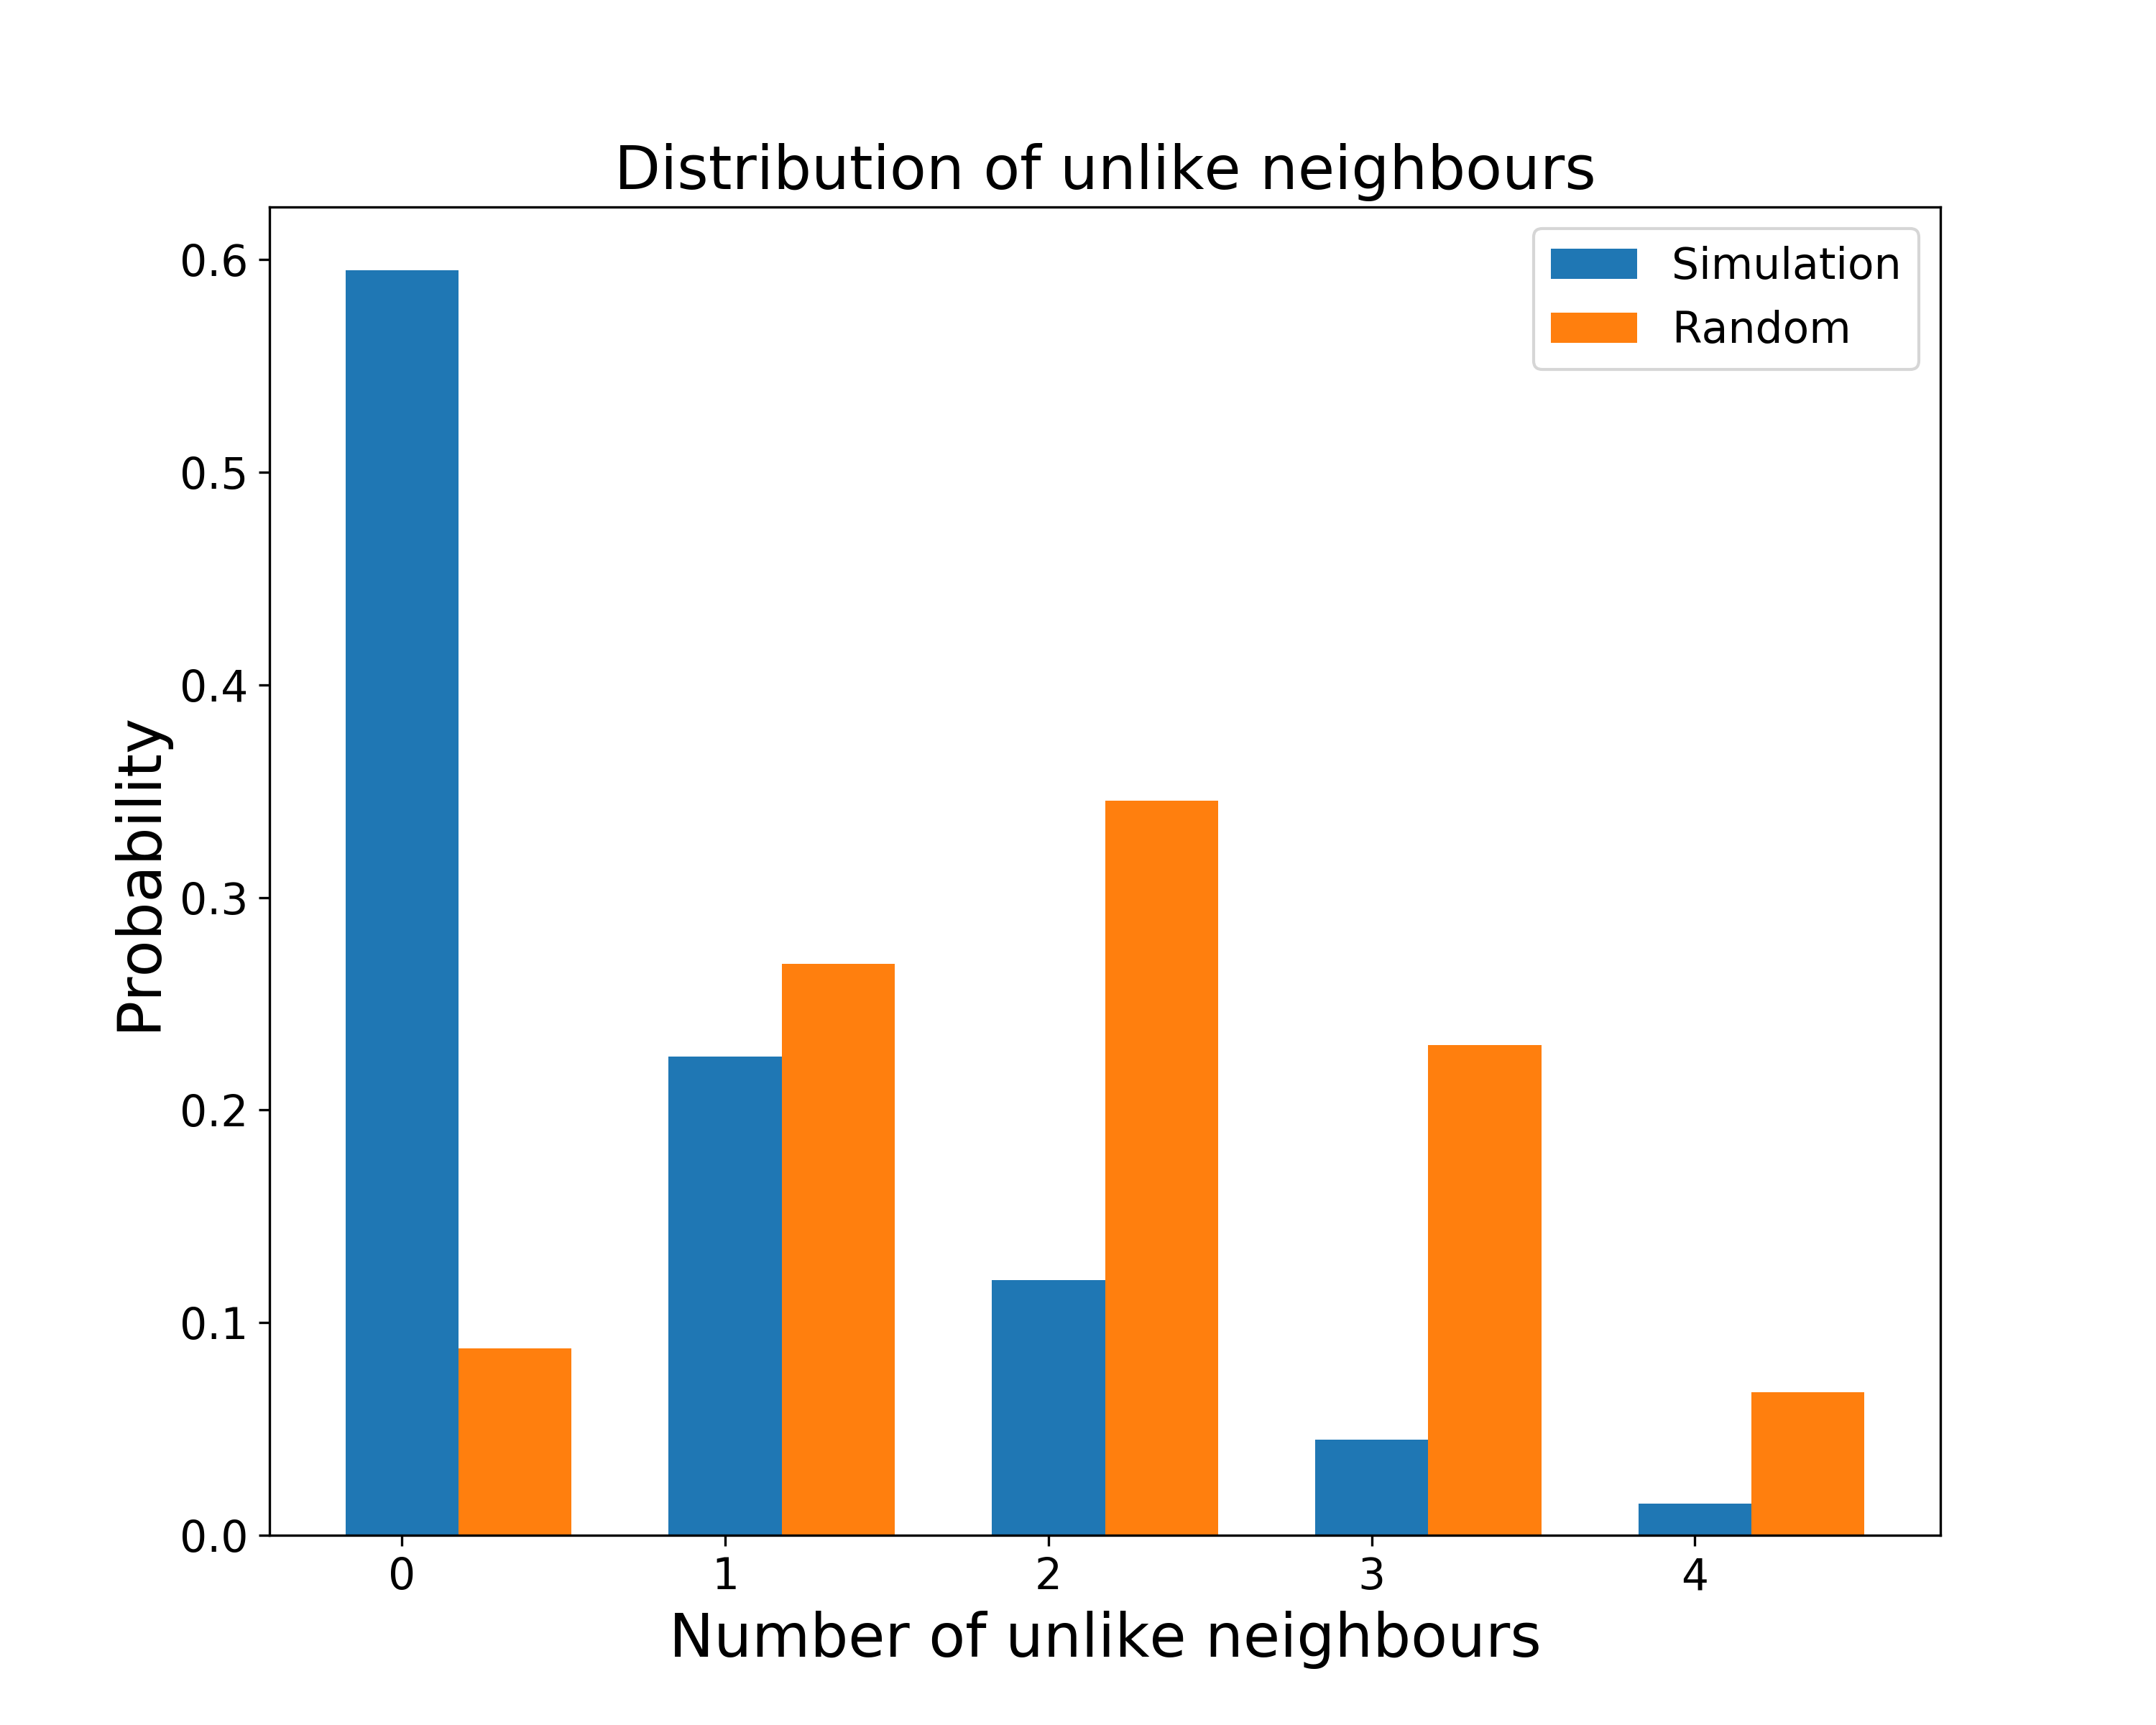 Distribution of unlike neighbours
Simulation
Random
Probability
0.6
0.5
0.4
0.3
0.2
0.1
0.0
0 1 2 3 4
Number of unlike neighbours